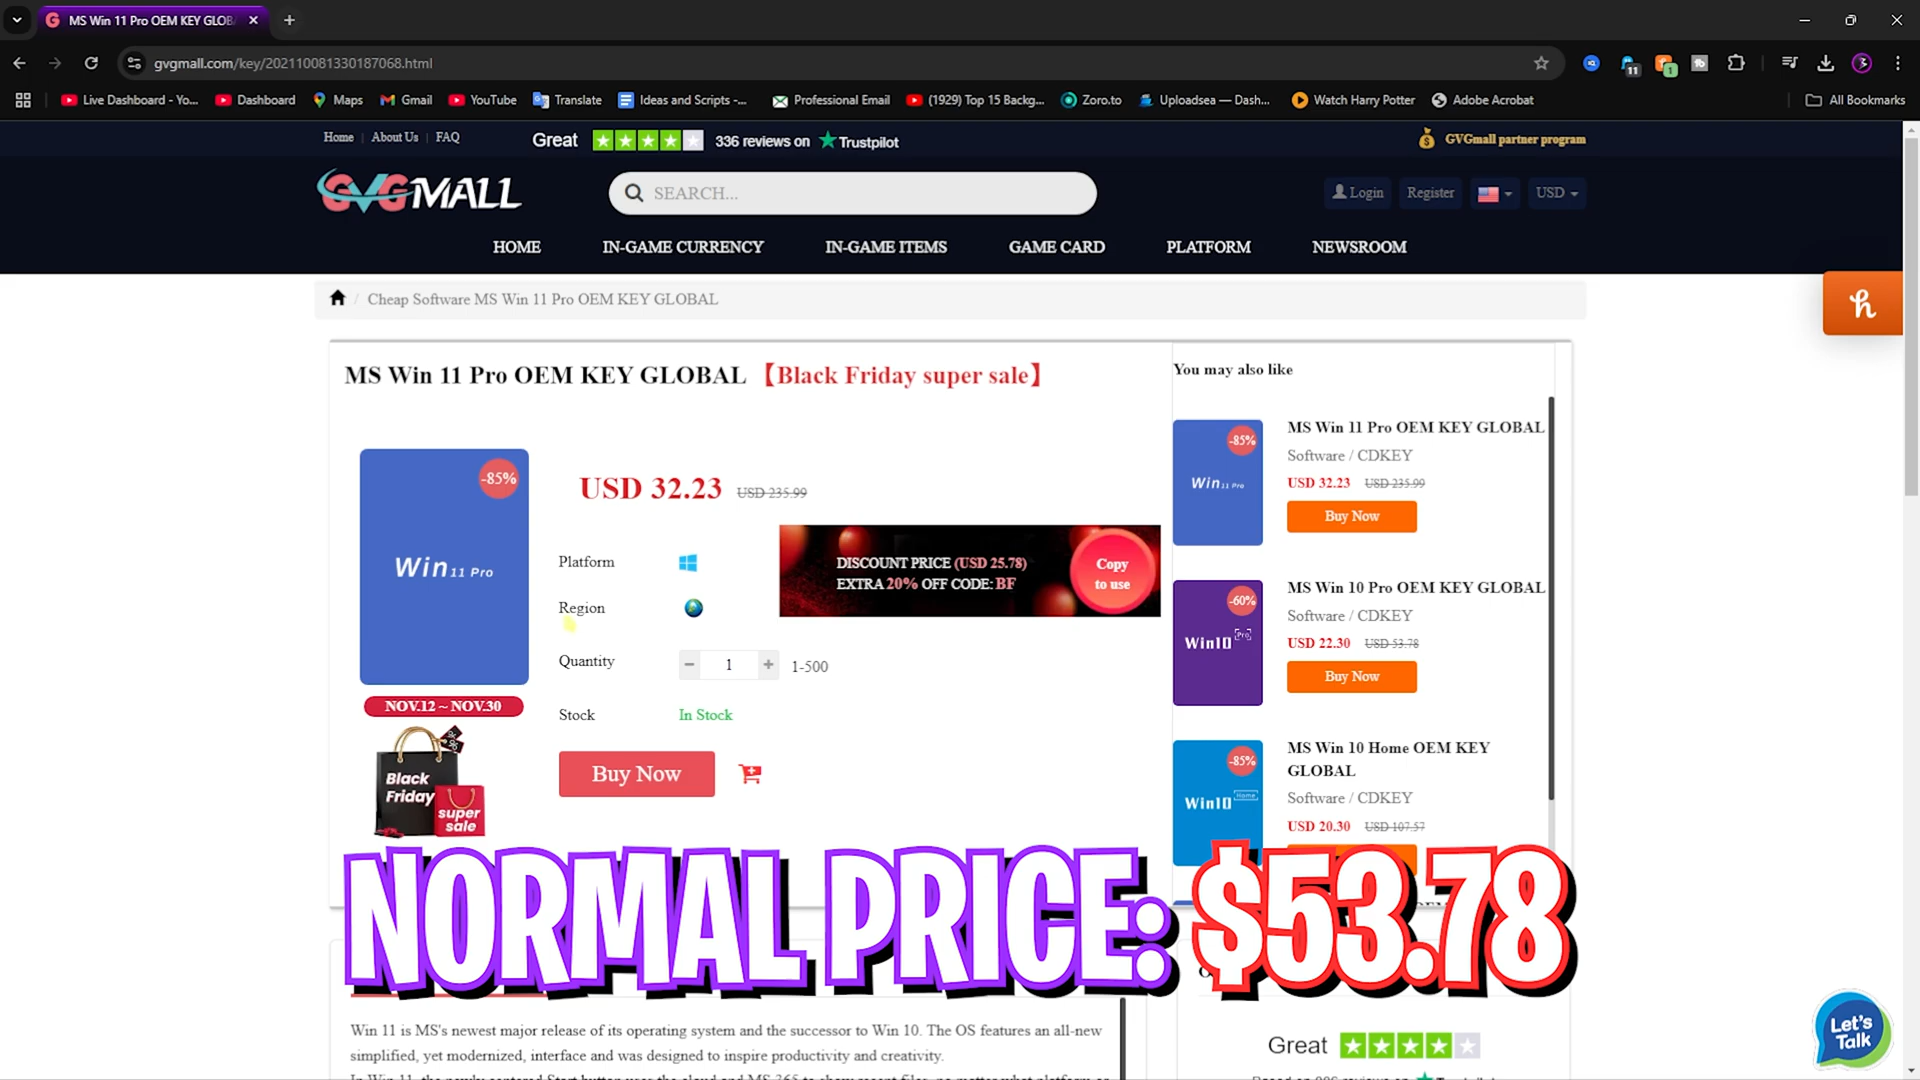 MS Win 11 Pro OEM KEY GLOB
gvgmall.com/key/202110081330187068.html
11
1
Live Dashboard - Yo...
Dashboard
Maps
Gmail
YouTube
Translate
Ideas and Scripts -...
Professional Email
(1929) Top 15 Backg...
Zoro.to
Uploadsea — Dash...
Watch Harry Potter
Adobe Acrobat
All Bookmarks
Home | About Us | FAQ
Great
336 reviews on Trustpilot
GVGmall partner program
GVGMALL
SEARCH...
Login
Register
USD
HOME
IN-GAME CURRENCY
IN-GAME ITEMS
GAME CARD
PLATFORM
NEWSROOM
/ Cheap Software MS Win 11 Pro OEM KEY GLOBAL
MS Win 11 Pro OEM KEY GLOBAL 【Black Friday super sale】
-85%
Win 11 Pro
NOV.12 ~ NOV.30
Black
Friday
super
sale
USD 32.23 USD 235.99
Platform
DISCOUNT PRICE (USD 25.78)
EXTRA 20% OFF CODE: BF
Copy
to use
Region
Quantity
− 1 + 1-500
Stock
In Stock
Buy Now
You may also like
-85%
Win 11 Pro
MS Win 11 Pro OEM KEY GLOBAL
Software / CDKEY
USD 32.23 USD 235.99
Buy Now
-60%
Win10 Pro
MS Win 10 Pro OEM KEY GLOBAL
Software / CDKEY
USD 22.30 USD 53.78
Buy Now
-85%
Win10 Home
MS Win 10 Home OEM KEY
GLOBAL
Software / CDKEY
USD 20.30 USD 107.57
NORMAL PRICE: $53.78
Win 11 is MS's newest major release of its operating system and the successor to Win 10. The OS features an all-new
simplified, yet modernized, interface and was designed to inspire productivity and creativity.
Great
Let's
Talk